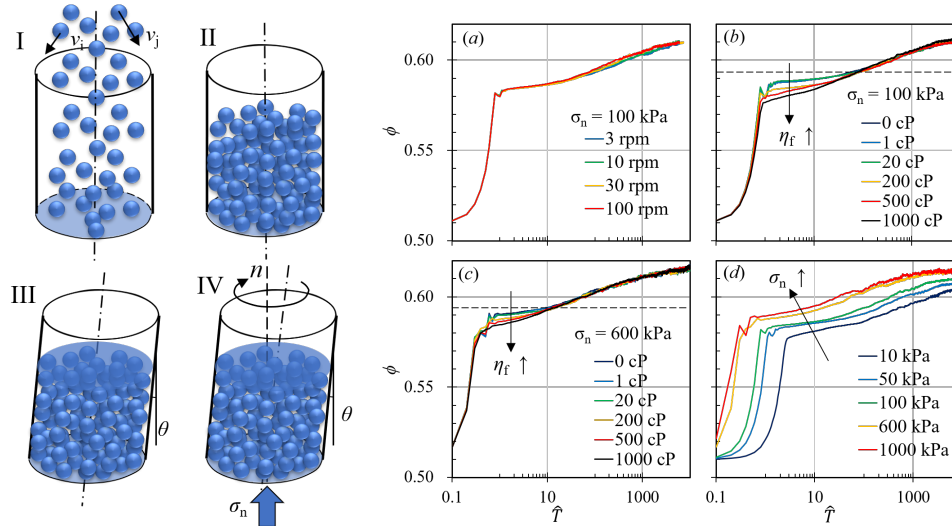 I
v_i
v_j
II
III
θ
IV
n
θ
σ_n
ϕ
0.60
0.55
0.50
(a)
σ_n = 100 kPa
3 rpm
10 rpm
30 rpm
100 rpm
(b)
σ_n = 100 kPa
η_f ↑
0 cP
1 cP
20 cP
200 cP
500 cP
1000 cP
0.60
0.55
0.50
ϕ
(c)
σ_n = 600 kPa
η_f ↑
0 cP
1 cP
20 cP
200 cP
500 cP
1000 cP
0.1
10
1000
T̂
(d)
σ_n ↑
10 kPa
50 kPa
100 kPa
600 kPa
1000 kPa
0.1
10
1000
T̂